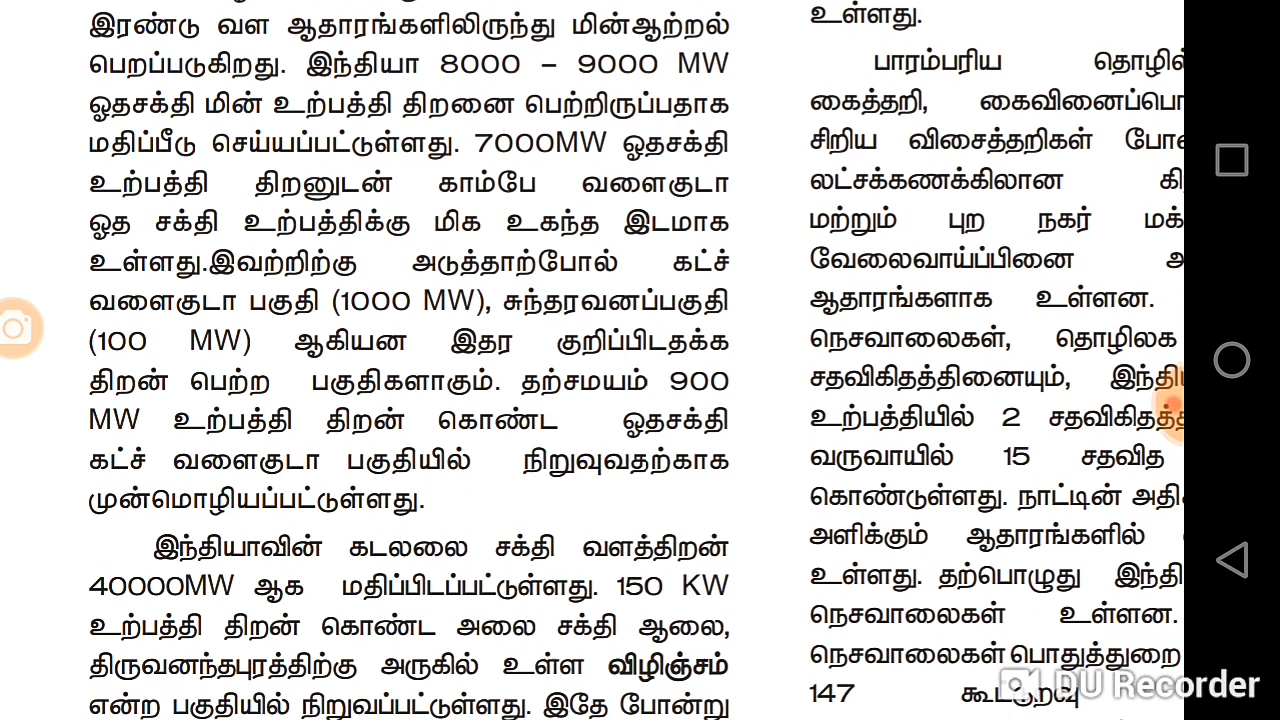 இரண்டு வள ஆதாரங்களிலிருந்து மின்ஆற்றல்
பெறப்படுகிறது. இந்தியா 8000 – 9000 MW
ஓதசக்தி மின் உற்பத்தி திறனை பெற்றிருப்பதாக
மதிப்பீடு செய்யப்பட்டுள்ளது. 7000MW ஓதசக்தி
உற்பத்தி திறனுடன் காம்பே வளைகுடா
ஓத சக்தி உற்பத்திக்கு மிக உகந்த இடமாக
உள்ளது.இவற்றிற்கு அடுத்தாற்போல் கட்ச்
வளைகுடா பகுதி (1000 MW), சுந்தரவனப்பகுதி
(100 MW) ஆகியன இதர குறிப்பிடதக்க
திறன் பெற்ற பகுதிகளாகும். தற்சமயம் 900
MW உற்பத்தி திறன் கொண்ட ஓதசக்தி
கட்ச் வளைகுடா பகுதியில் நிறுவுவதற்காக
முன்மொழியப்பட்டுள்ளது.
இந்தியாவின் கடலலை சக்தி வளத்திறன்
40000MW ஆக மதிப்பிடப்பட்டுள்ளது. 150 KW
உற்பத்தி திறன் கொண்ட அலை சக்தி ஆலை,
திருவனந்தபுரத்திற்கு அருகில் உள்ள விழிஞ்சம்
என்ற பகுதியில் நிறுவப்பட்டுள்ளது. இதே போன்று
உள்ளது.
பாரம்பரிய
கைத்தறி,
சிறிய விசைத்தறிகள்
லட்சக்கணக்கிலான
மற்றும் புற நகர்
வேலைவாய்ப்பினை
ஆதாரங்களாக உள்ளன.
நெசவாலைகள், தொழிலக
சதவிகிதத்தினையும்,
உற்பத்தியில் 2
வருவாயில் 15 சதவித
கொண்டுள்ளது. நாட்டின்
அளிக்கும் ஆதாரங்களில்
உள்ளது. தற்பொழுது
நெசவாலைகள் உள்ளன.
நெசவாலைகள் பொதுத்துறை
147
DU Recorder